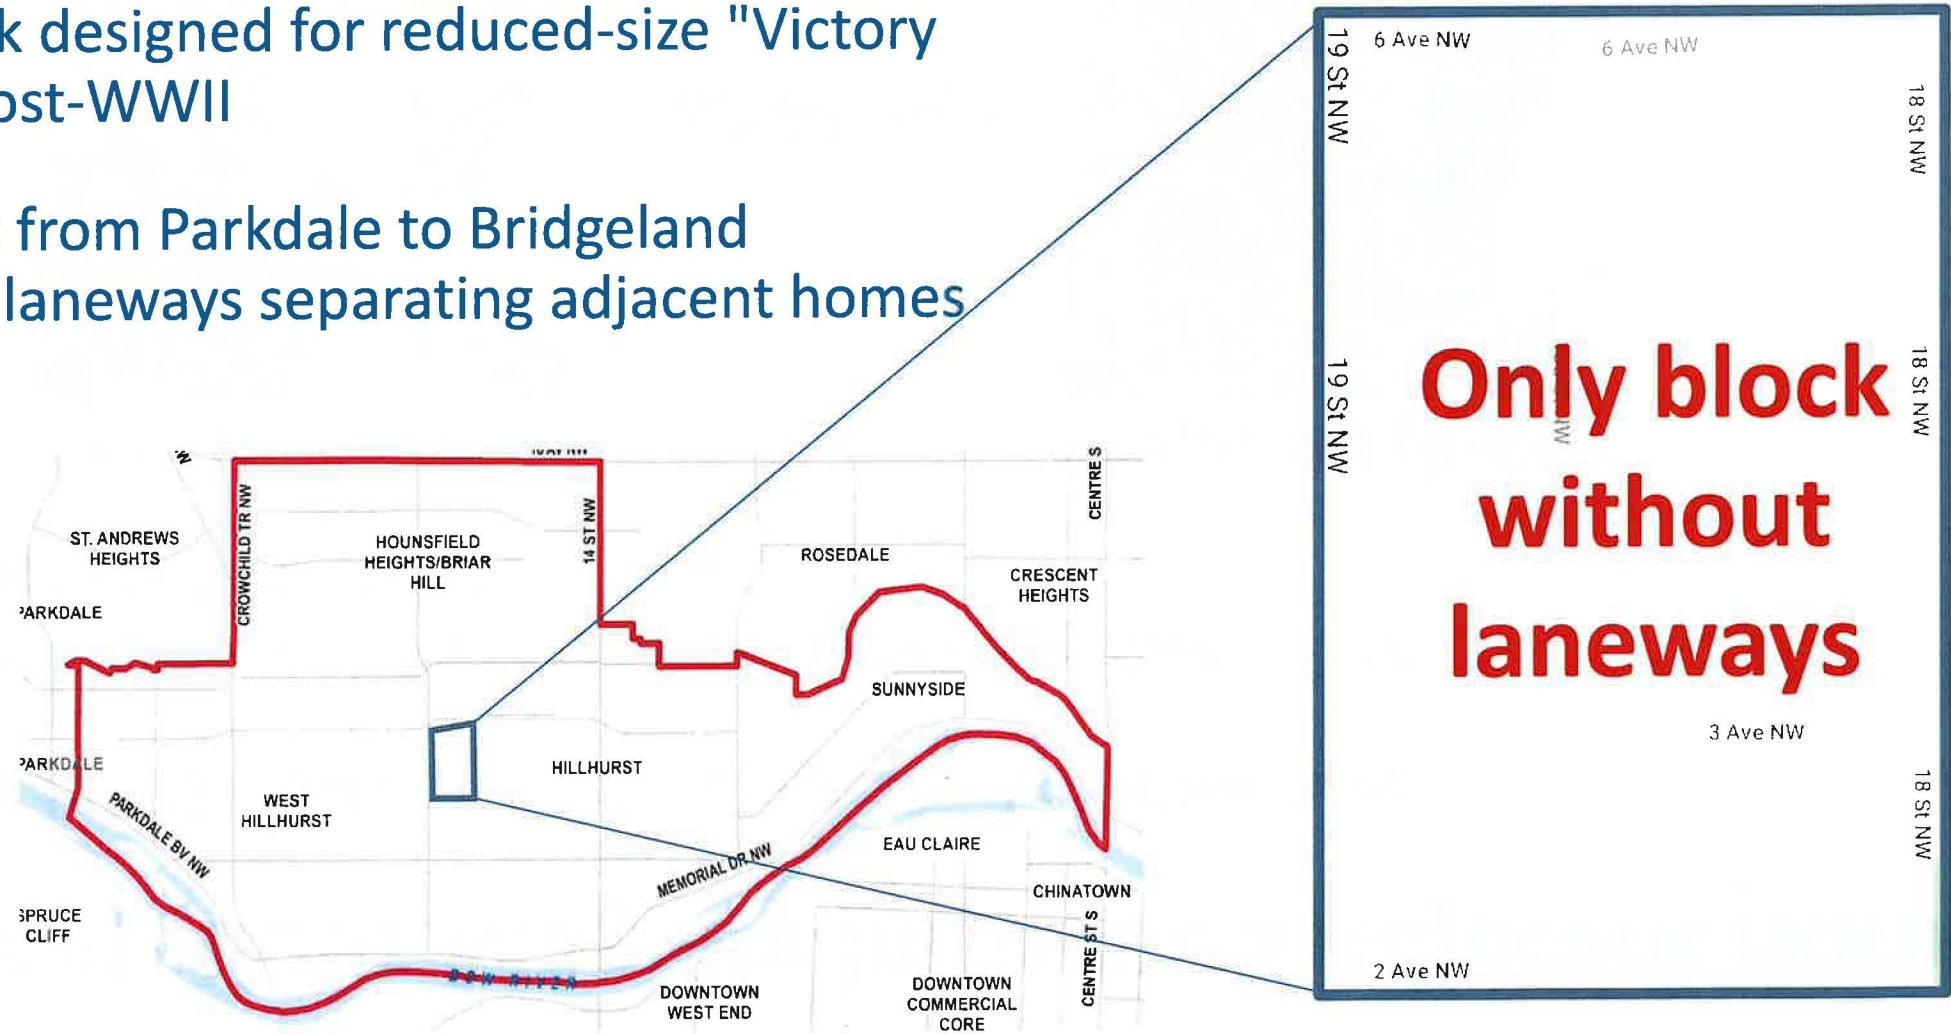 k designed for reduced-size "Victory
ost-WWII
from Parkdale to Bridgeland
laneways separating adjacent homes
ST. ANDREWS
HEIGHTS
PARKDALE
CROWCHILD TR NW
HOUNSFIELD
HEIGHTS/BRIAR
HILL
14 ST NW
ROSEDALE
CENTRE S
CRESCENT
HEIGHTS
SUNNYSIDE
PARKDALE
PARKDALE BV NW
WEST
HILLHURST
HILLHURST
MEMORIAL DR NW
EAU CLAIRE
CHINATOWN
SPRUCE
CLIFF
BOW RIVER
DOWNTOWN
WEST END
DOWNTOWN
COMMERCIAL
CORE
CENTRE ST S
6 Ave NW
6 Ave NW
19 St NW
18 St NW
19 St NW
18 St NW
Only block
without
laneways
3 Ave NW
18 St NW
2 Ave NW